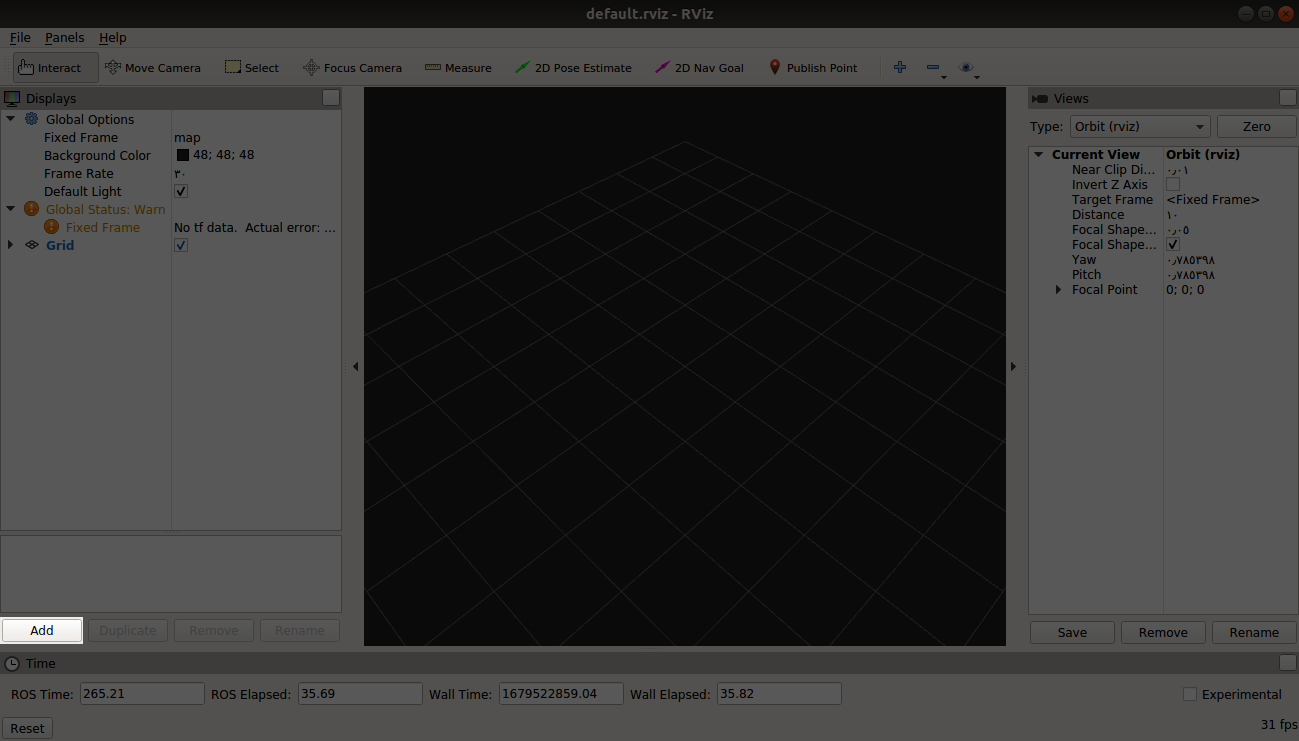 default.rviz - RViz
File Panels Help
Interact Move Camera Select Focus Camera Measure 2D Pose Estimate 2D Nav Goal Publish Point
Displays
Global Options
Fixed Frame map
Background Color 48; 48; 48
Frame Rate ۳۰
Default Light
Global Status: Warn
Fixed Frame No tf data.  Actual error: ...
Grid
Add Duplicate Remove Rename
Views
Type: Orbit (rviz) Zero
Current View Orbit (rviz)
Near Clip Di... ۰٫۰۱
Invert Z Axis
Target Frame <Fixed Frame>
Distance ۱۰
Focal Shape... ۰٫۰۵
Focal Shape...
Yaw ۰٫۷۸۵۳۹۸
Pitch ۰٫۷۸۵۳۹۸
Focal Point 0; 0; 0
Save Remove Rename
Time
ROS Time: 265.21 ROS Elapsed: 35.69 Wall Time: 1679522859.04 Wall Elapsed: 35.82 Experimental
Reset 31 fps